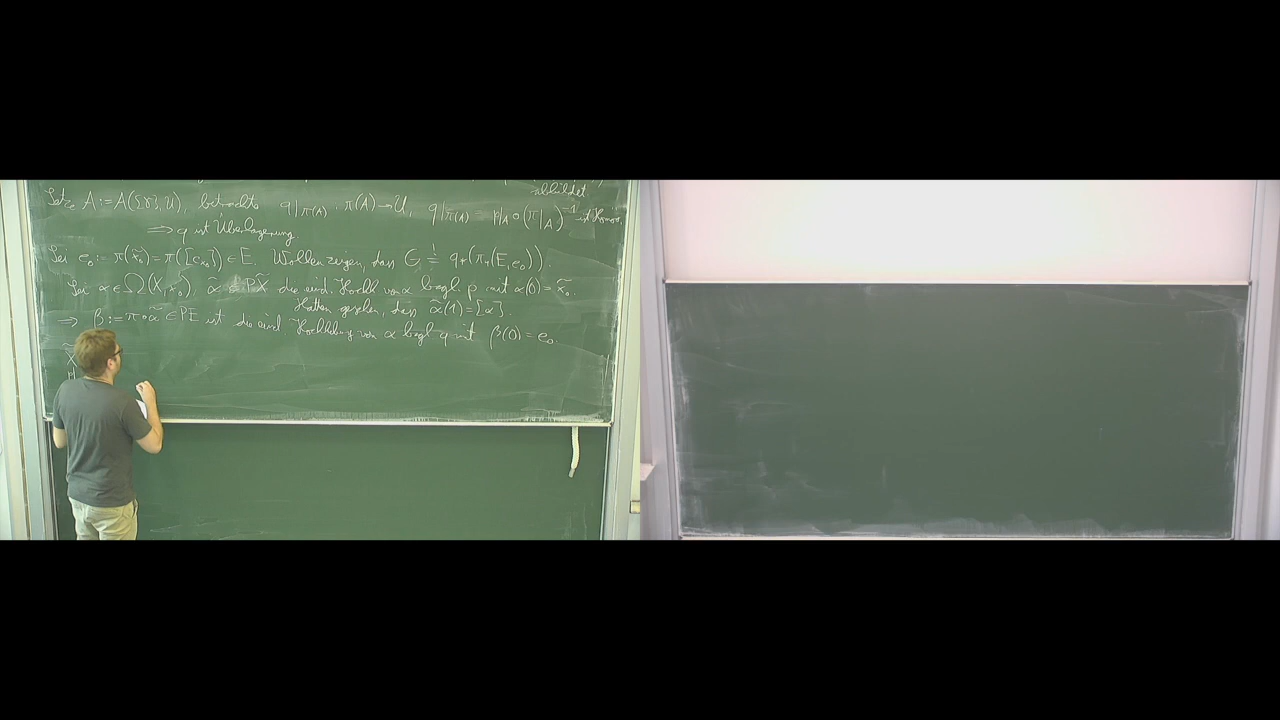 abbildet
Setze A := A([γ],U), betrachte q|π(A) : π(A) → U, q|π(A) = p|A ∘ (π|A)⁻¹ ist Homöo.
⟹ q ist Überlagerung.
Sei e₀ := π(x̃₀) = π([c_x₀]) ∈ E. Wollen zeigen, dass G =! q_*(π₁(E,e₀)).
Sei α ∈ Ω(X,x₀), α̃ ∈ PX̃ die eind. Hochh von α bzgl. p mit α̃(0) = x̃₀.
Hatten gesehen, dass α̃(1) = [α].
⟹ β := π∘α̃ ∈ PE ist die eind Hochhebung von α bzgl q mit β(0) = e₀.
X̃